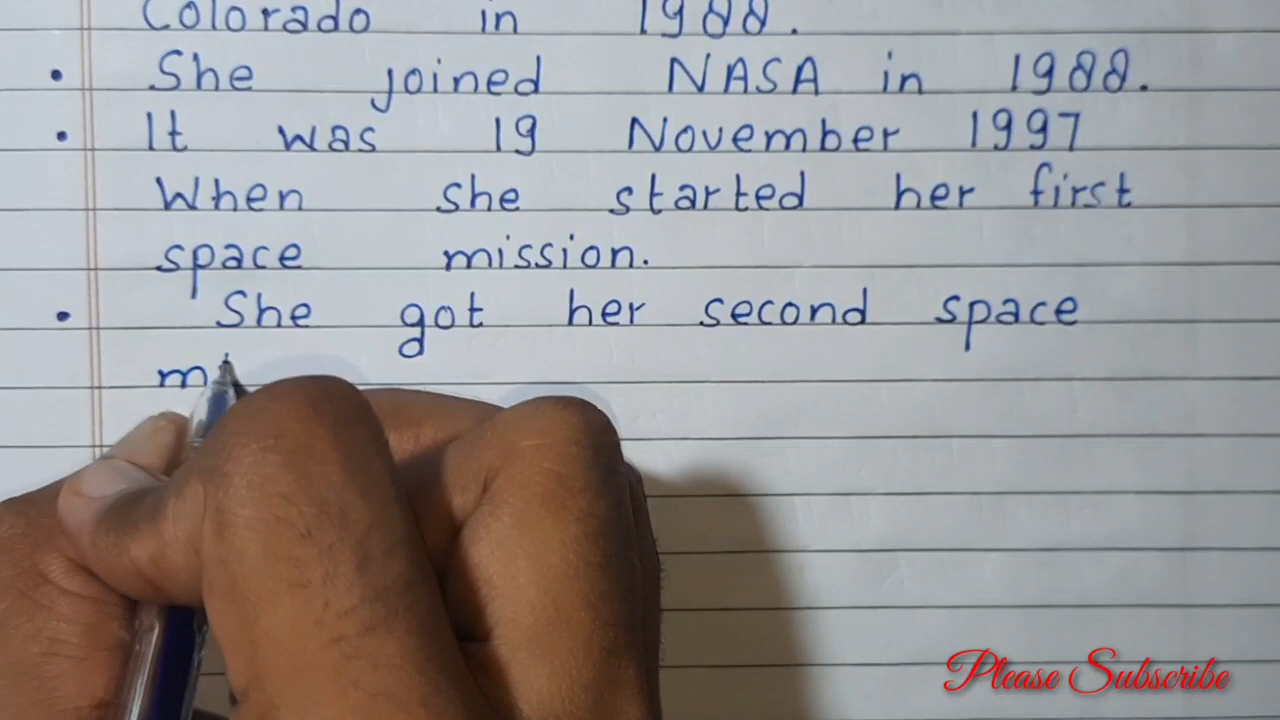 Colorado in 1988.
• She joined NASA in 1988.
• It was 19 November 1997
When she started her first
space mission.
• She got her second space
mi
Please Subscribe